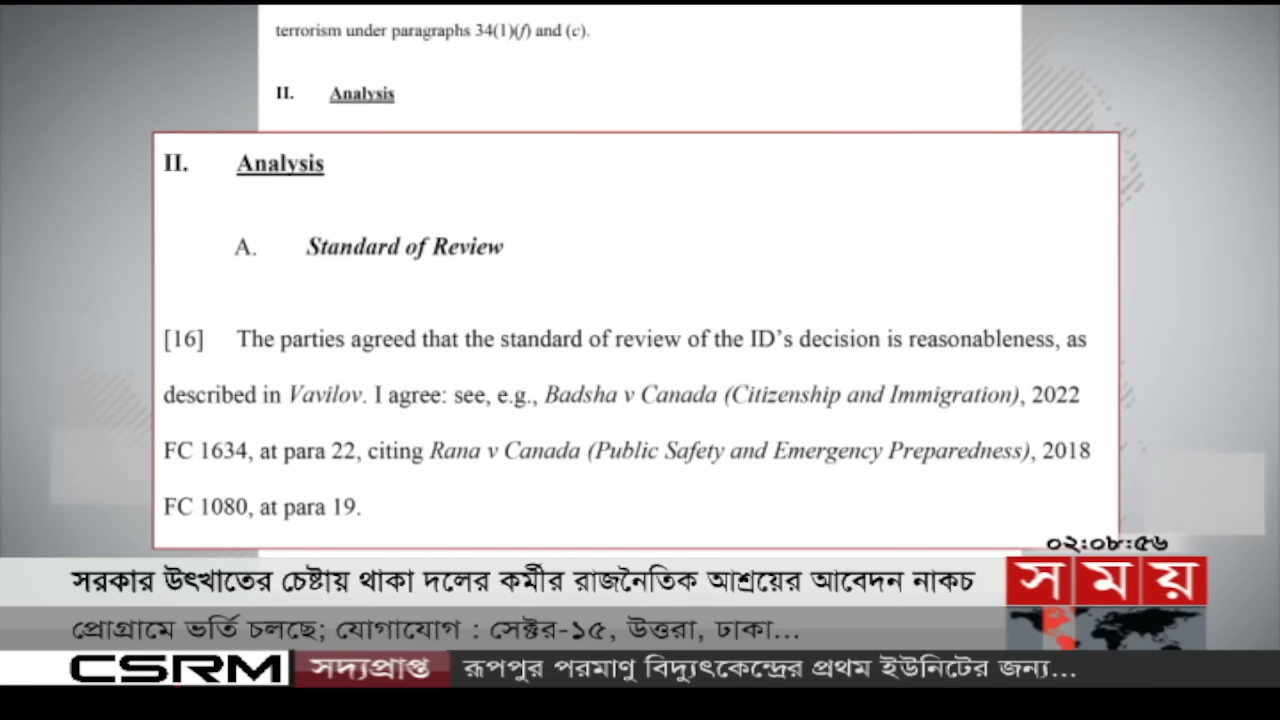 terrorism under paragraphs 34(1)(f) and (c).
II. Analysis
II. Analysis
A. Standard of Review
[16] The parties agreed that the standard of review of the ID’s decision is reasonableness, as
described in Vavilov. I agree: see, e.g., Badsha v Canada (Citizenship and Immigration), 2022
FC 1634, at para 22, citing Rana v Canada (Public Safety and Emergency Preparedness), 2018
FC 1080, at para 19.
০২:০৮:৫৬
সরকার উৎখাতের চেষ্টায় থাকা দলের কর্মীর রাজনৈতিক আশ্রয়ের আবেদন নাকচ
সময়
প্রোগ্রামে ভর্তি চলছে; যোগাযোগ : সেক্টর-১৫, উত্তরা, ঢাকা...
CSRM সদ্যপ্রাপ্ত রূপপুর পরমাণু বিদ্যুৎকেন্দ্রের প্রথম ইউনিটের জন্য...